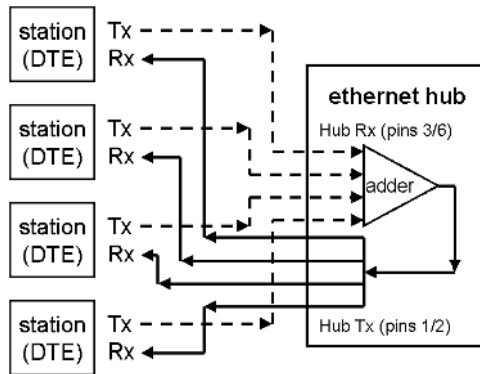 station
(DTE)
Tx
Rx
station
(DTE)
Tx
Rx
station
(DTE)
Tx
Rx
station
(DTE)
Tx
Rx
ethernet hub
Hub Rx (pins 3/6)
adder
Hub Tx (pins 1/2)